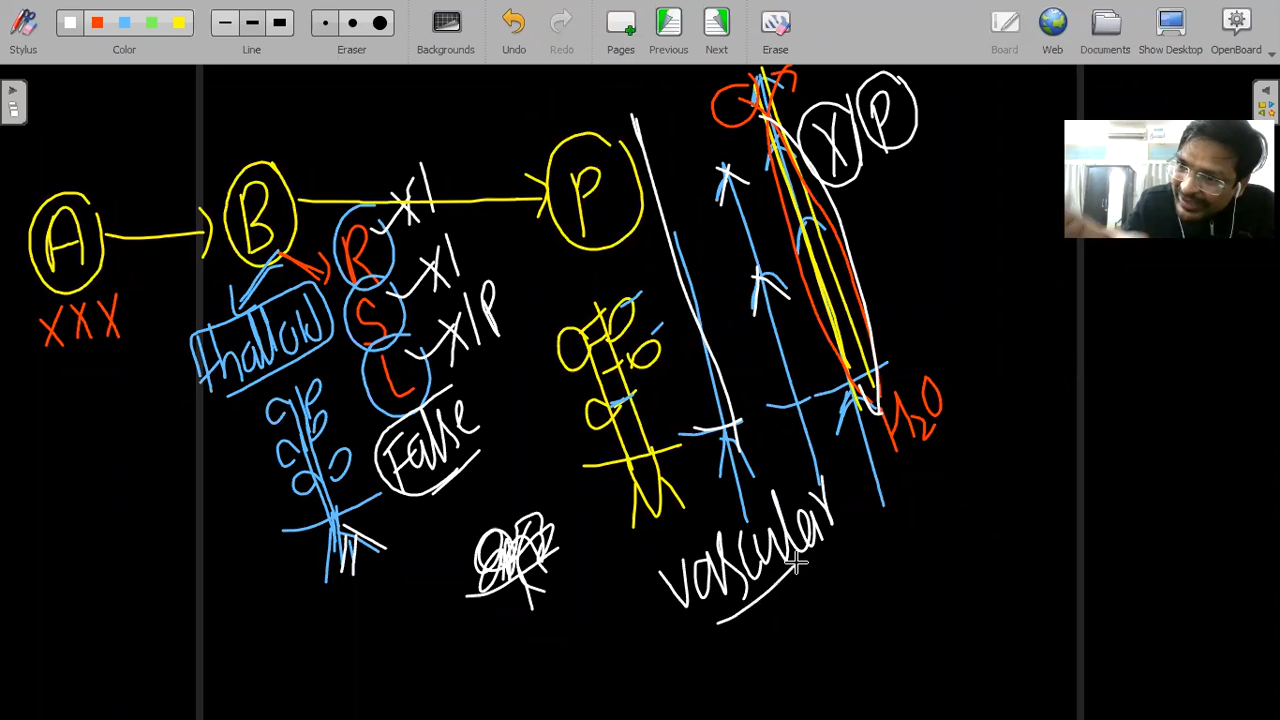 Stylus Color Line Eraser Backgrounds Undo Redo Pages Previous Next Erase Board Web Documents Show Desktop OpenBoard
A
XXX
B
P
R X/
S X/
L X/P
Thallow
False
X/P
H2O
vascular